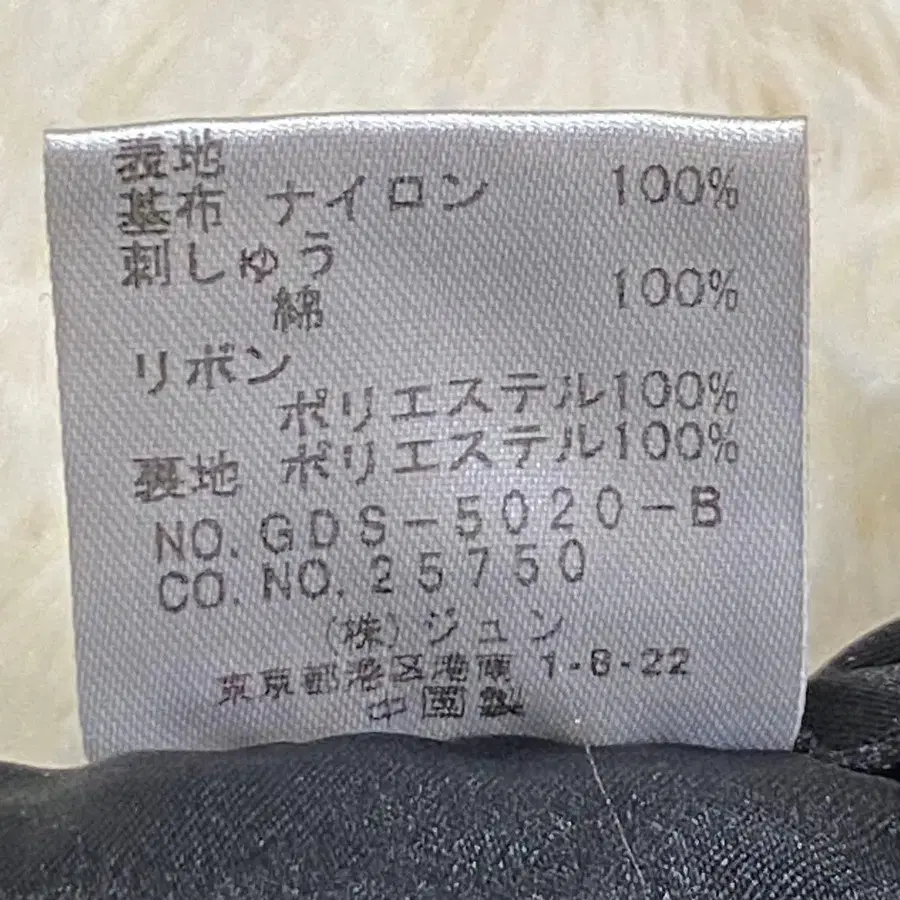 表地
基布 ナイロン 100%
刺しゅう
綿 100%
リボン
ポリエステル100%
裏地 ポリエステル100%
NO. GDS-5020-B
CO. NO. 25750
(株)ジュン
東京都港区港南 1-6-22
中国製